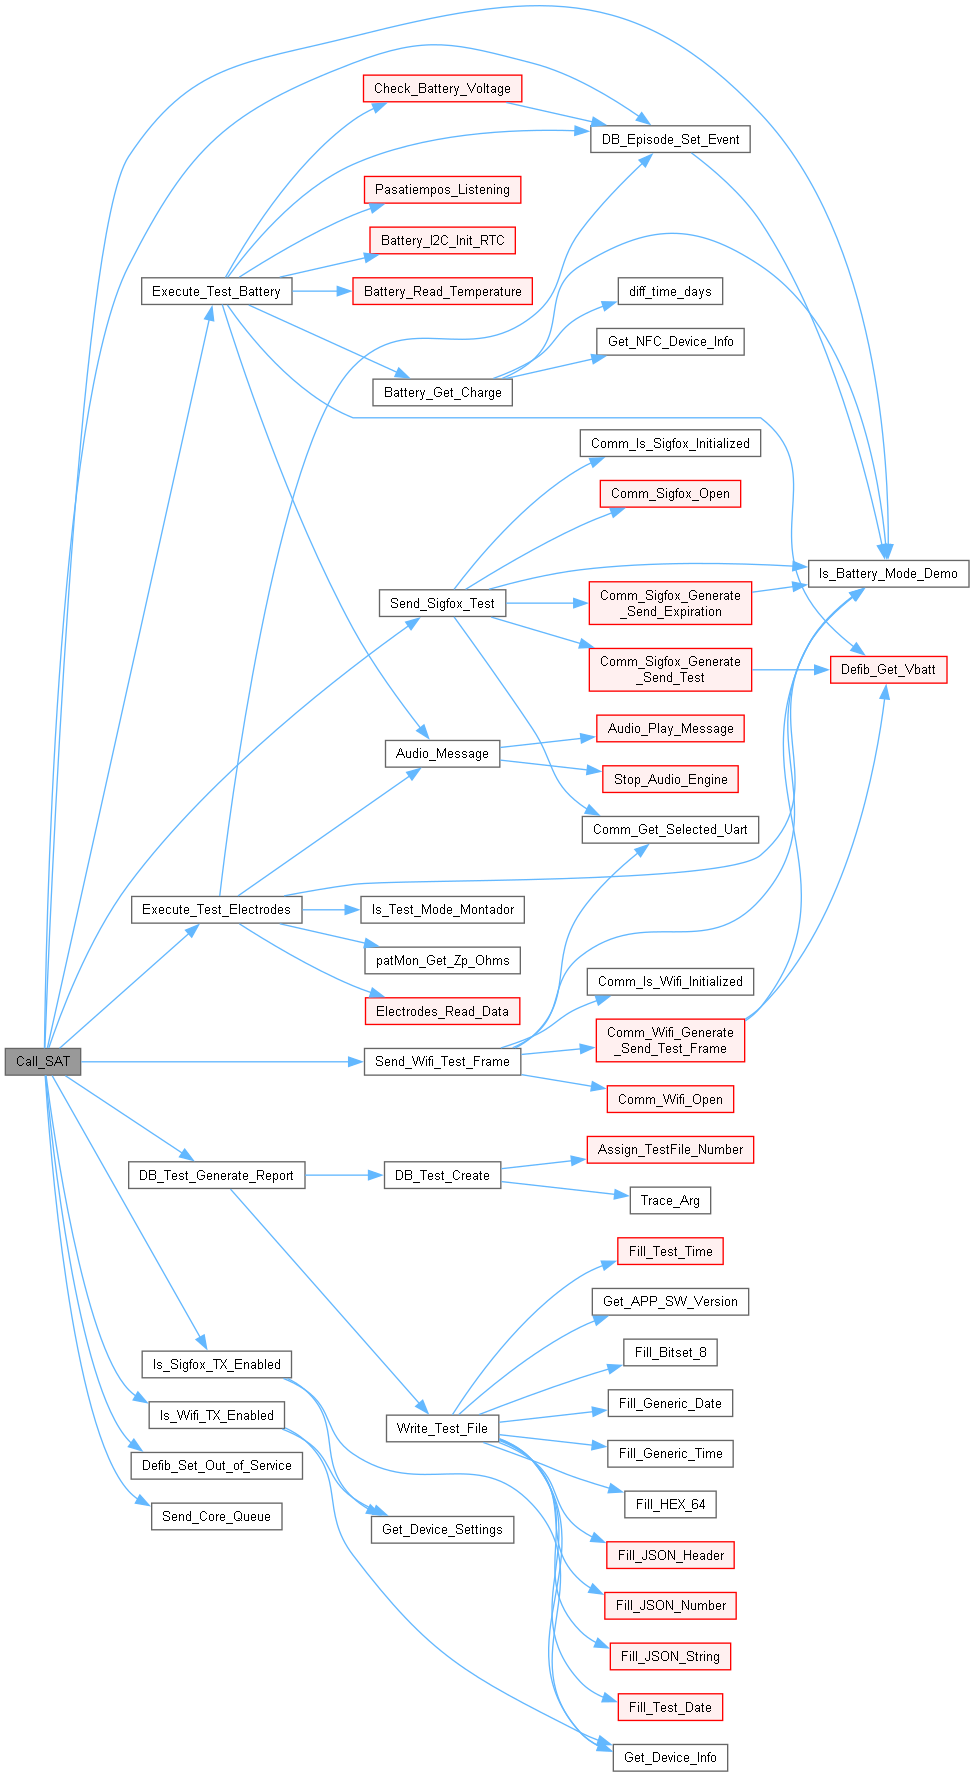 Check_Battery_Voltage
DB_Episode_Set_Event
Pasatiempos_Listening
Battery_I2C_Init_RTC
Execute_Test_Battery
Battery_Read_Temperature
diff_time_days
Get_NFC_Device_Info
Battery_Get_Charge
Comm_Is_Sigfox_Initialized
Comm_Sigfox_Open
Is_Battery_Mode_Demo
Send_Sigfox_Test
Comm_Sigfox_Generate
_Send_Expiration
Comm_Sigfox_Generate
_Send_Test
Defib_Get_Vbatt
Audio_Play_Message
Audio_Message
Stop_Audio_Engine
Comm_Get_Selected_Uart
Execute_Test_Electrodes
Is_Test_Mode_Montador
patMon_Get_Zp_Ohms
Comm_Is_Wifi_Initialized
Electrodes_Read_Data
Comm_Wifi_Generate
_Send_Test_Frame
Call_SAT
Send_Wifi_Test_Frame
Comm_Wifi_Open
Assign_TestFile_Number
DB_Test_Generate_Report
DB_Test_Create
Trace_Arg
Fill_Test_Time
Get_APP_SW_Version
Fill_Bitset_8
Is_Sigfox_TX_Enabled
Fill_Generic_Date
Is_Wifi_TX_Enabled
Write_Test_File
Fill_Generic_Time
Defib_Set_Out_of_Service
Fill_HEX_64
Send_Core_Queue
Get_Device_Settings
Fill_JSON_Header
Fill_JSON_Number
Fill_JSON_String
Fill_Test_Date
Get_Device_Info